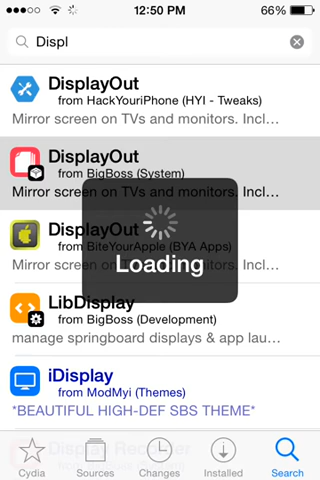 12:50 PM
66%
Displ
DisplayOut
from HackYouriPhone (HYI - Tweaks)
Mirror screen on TVs and monitors. Incl…
DisplayOut
from BigBoss (System)
Mirror screen on TVs and monitors. Incl…
DisplayOut
from BiteYourApple (BYA Apps)
Mirror screen on TVs and monitors. Incl…
Loading
LibDisplay
from BigBoss (Development)
manage springboard displays & app lau…
iDisplay
from ModMyi (Themes)
*BEAUTIFUL HIGH-DEF SBS THEME*
Display Recorder
Cydia
Sources
Changes
Installed
Search